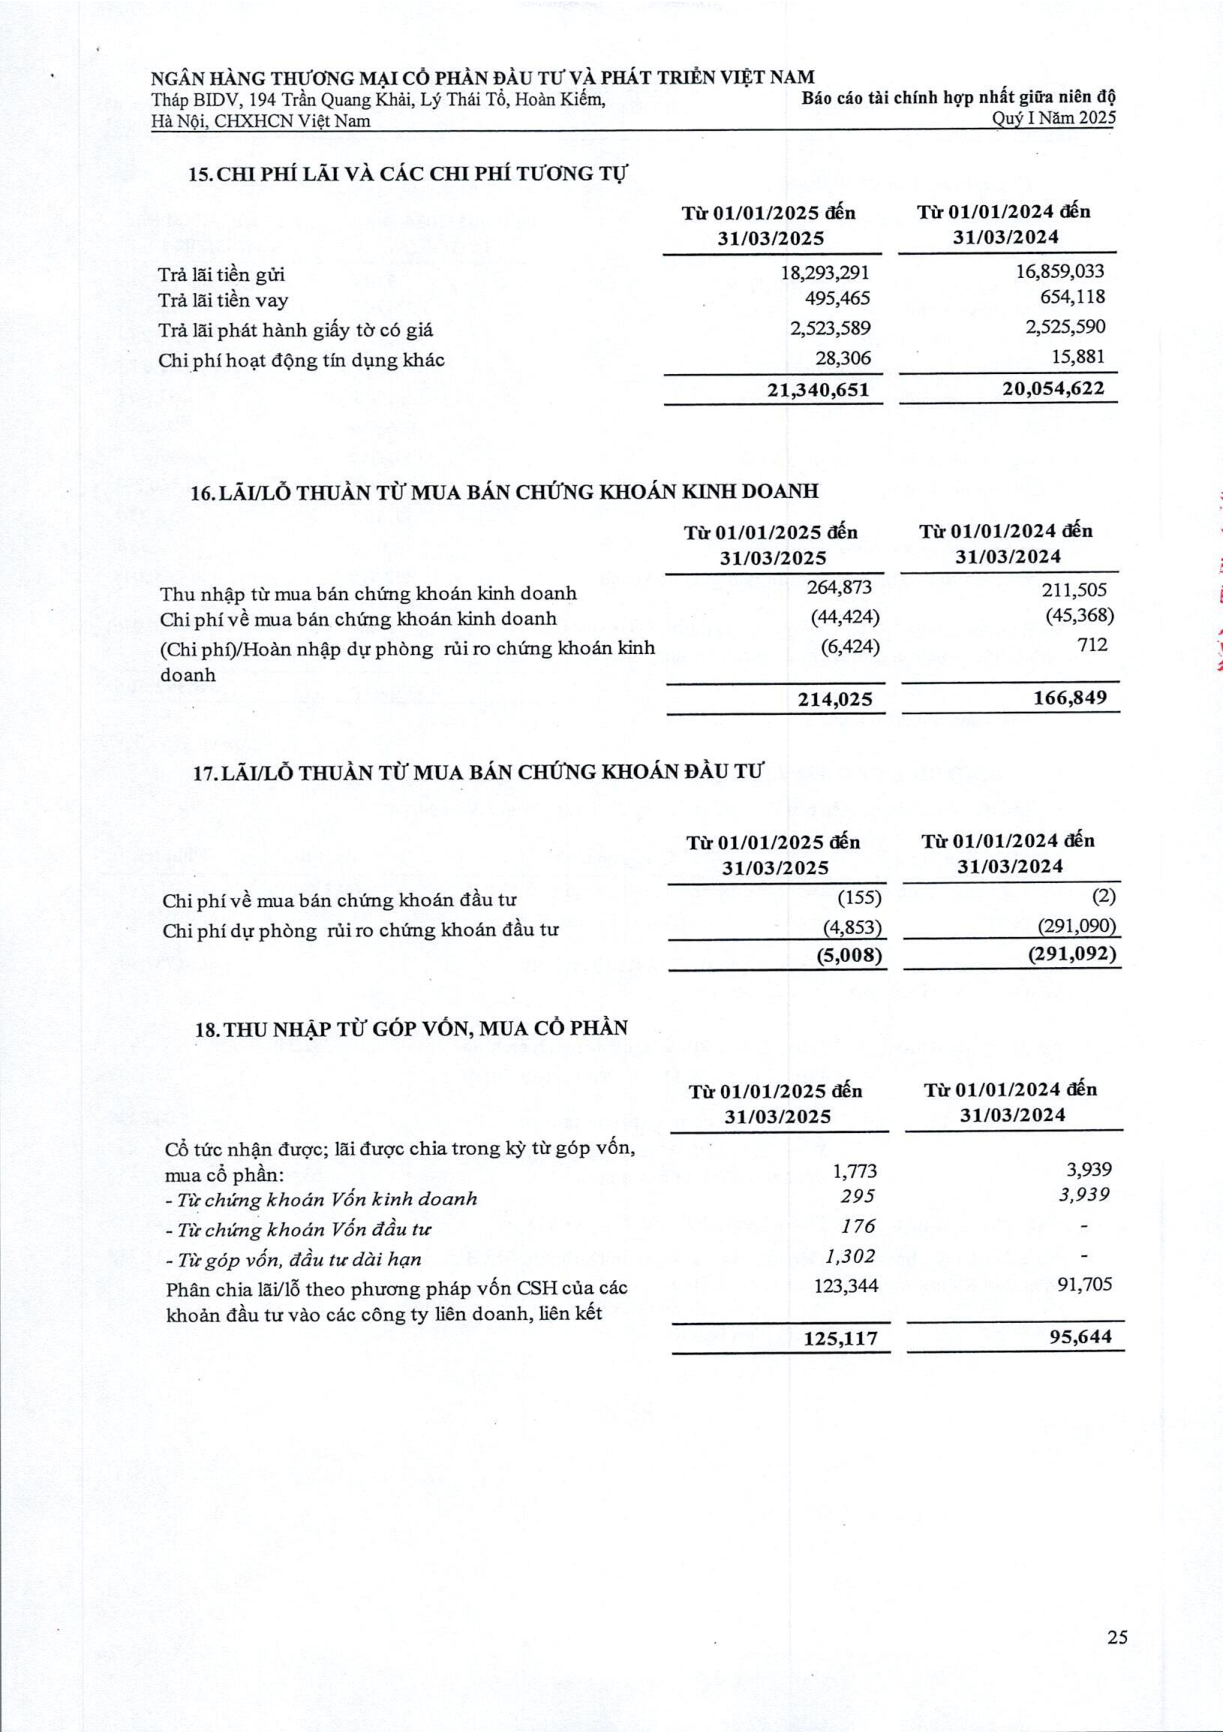 NGÂN HÀNG THƯƠNG MẠI CỔ PHẦN ĐẦU TƯ VÀ PHÁT TRIỂN VIỆT NAM
Tháp BIDV, 194 Trần Quang Khải, Lý Thái Tổ, Hoàn Kiếm, Báo cáo tài chính hợp nhất giữa niên độ
Hà Nội, CHXHCN Việt Nam Quý I Năm 2025
15. CHI PHÍ LÃI VÀ CÁC CHI PHÍ TƯƠNG TỰ
Từ 01/01/2025 đến Từ 01/01/2024 đến
31/03/2025 31/03/2024
Trả lãi tiền gửi 18,293,291 16,859,033
Trả lãi tiền vay 495,465 654,118
Trả lãi phát hành giấy tờ có giá 2,523,589 2,525,590
Chi phí hoạt động tín dụng khác 28,306 15,881
21,340,651 20,054,622
16. LÃI/LỖ THUẦN TỪ MUA BÁN CHỨNG KHOÁN KINH DOANH
Từ 01/01/2025 đến Từ 01/01/2024 đến
31/03/2025 31/03/2024
Thu nhập từ mua bán chứng khoán kinh doanh 264,873 211,505
Chi phí về mua bán chứng khoán kinh doanh (44,424) (45,368)
(Chi phí)/Hoàn nhập dự phòng rủi ro chứng khoán kinh (6,424) 712
doanh
214,025 166,849
17. LÃI/LỖ THUẦN TỪ MUA BÁN CHỨNG KHOÁN ĐẦU TƯ
Từ 01/01/2025 đến Từ 01/01/2024 đến
31/03/2025 31/03/2024
Chi phí về mua bán chứng khoán đầu tư (155) (2)
Chi phí dự phòng rủi ro chứng khoán đầu tư (4,853) (291,090)
(5,008) (291,092)
18. THU NHẬP TỪ GÓP VỐN, MUA CỔ PHẦN
Từ 01/01/2025 đến Từ 01/01/2024 đến
31/03/2025 31/03/2024
Cổ tức nhận được; lãi được chia trong kỳ từ góp vốn,
mua cổ phần: 1,773 3,939
- Từ chứng khoán Vốn kinh doanh 295 3,939
- Từ chứng khoán Vốn đầu tư 176 -
- Từ góp vốn, đầu tư dài hạn 1,302 -
Phân chia lãi/lỗ theo phương pháp vốn CSH của các 123,344 91,705
khoản đầu tư vào các công ty liên doanh, liên kết
125,117 95,644
25